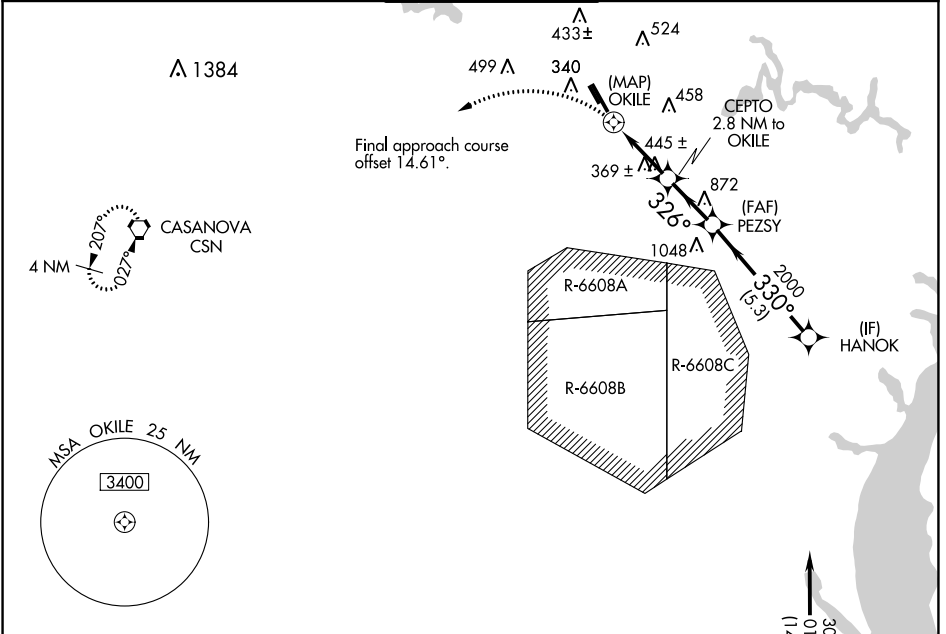 433±
524
1384
499
340
(MAP)
OKILE
458
CEPTO
2.8 NM to
OKILE
Final approach course
offset 14.61°.
445 ±
369 ±
872
326°
(FAF)
PEZSY
207°
CASANOVA
CSN
4 NM
027°
1048
R-6608A
2000
330°
(5.3)
(IF)
HANOK
R-6608C
R-6608B
MSA OKILE 25 NM
3400